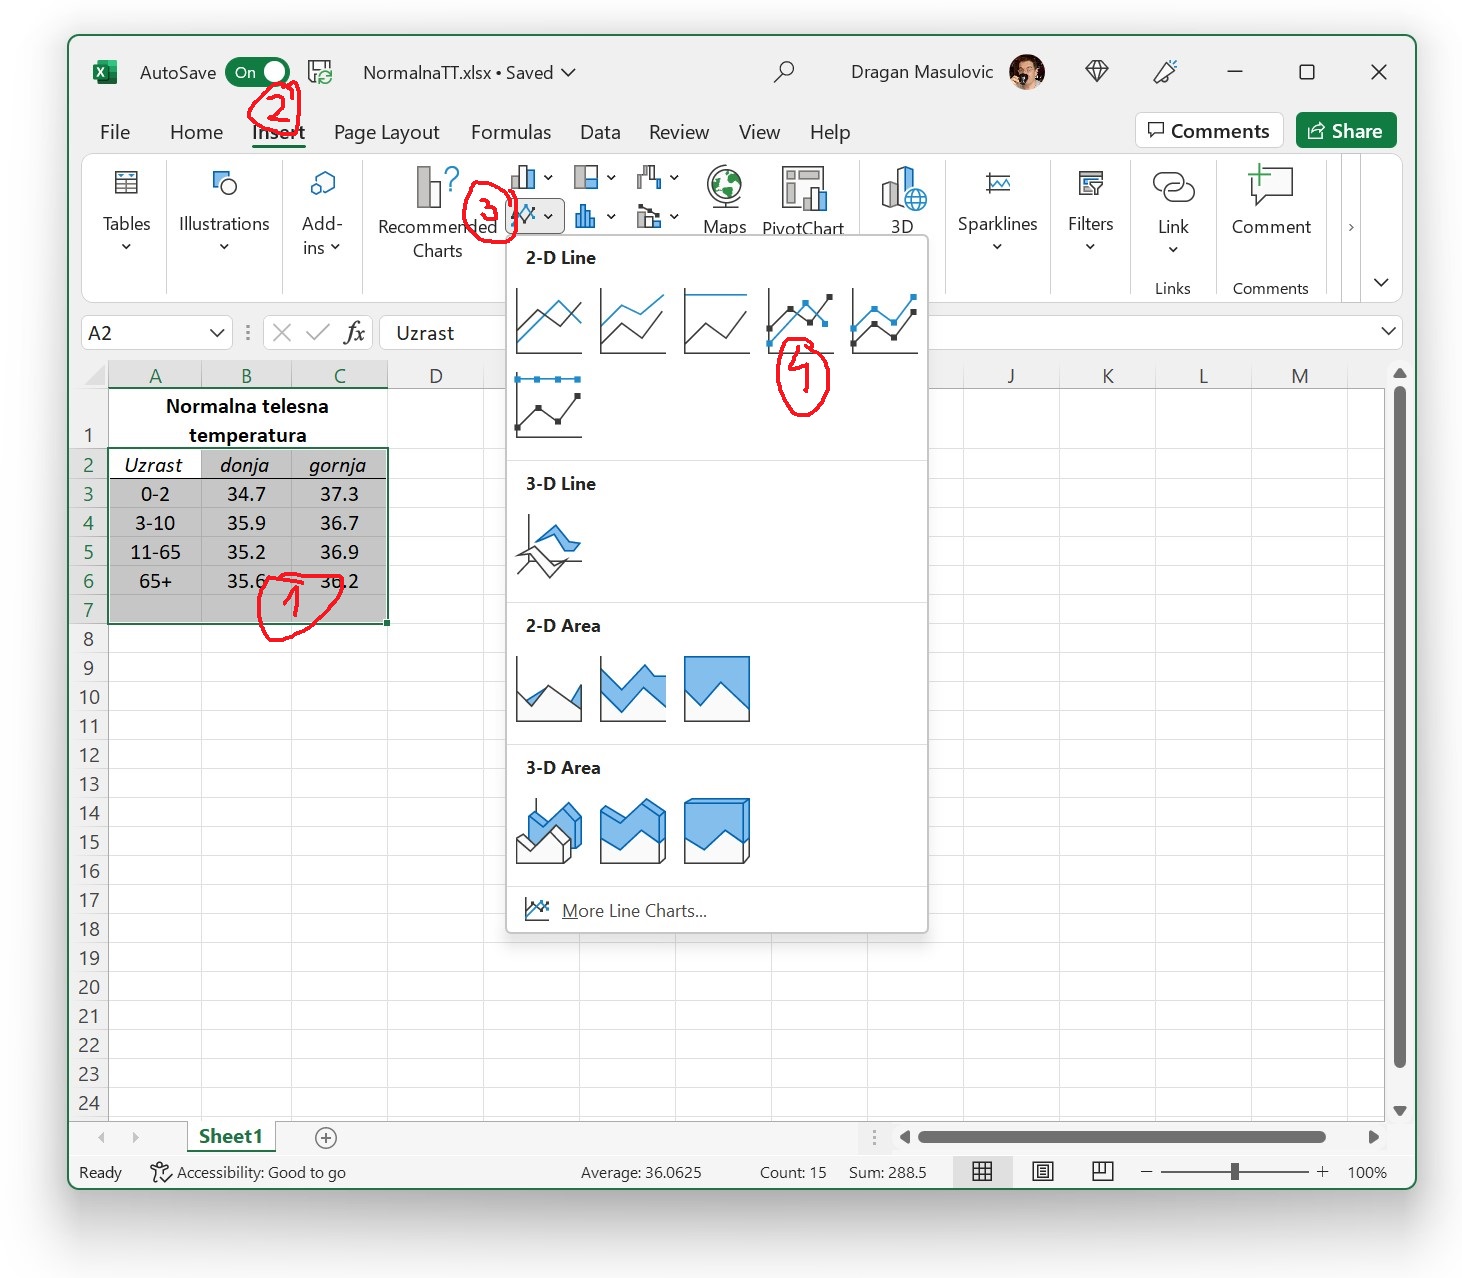 AutoSave On NormalnaTT.xlsx • Saved Dragan Masulovic
2
File Home Insert Page Layout Formulas Data Review View Help Comments Share
Tables Illustrations Add-ins Recommended Charts Maps PivotChart 3D Sparklines Filters Link Comment
3
Links Comments
A2 fx Uzrast
2-D Line
4
3-D Line
2-D Area
3-D Area
More Line Charts...
A B C D J K L M
1 Normalna telesna
temperatura
2 Uzrast donja gornja
3 0-2 34.7 37.3
4 3-10 35.9 36.7
5 11-65 35.2 36.9
6 65+ 35.6 36.2
7
1
8
9
10
11
12
13
14
15
16
17
18
19
20
21
22
23
24
Sheet1
Ready Accessibility: Good to go Average: 36.0625 Count: 15 Sum: 288.5 100%